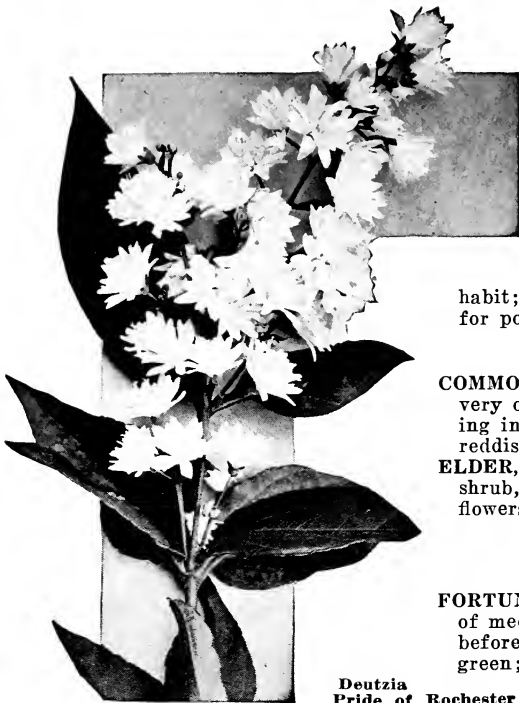 habit;
for po
COMMO
very c
ing in
reddis
ELDER,
shrub,
flowers
FORTUN
of me
before
green;
Deutzia
Pride of Rochester